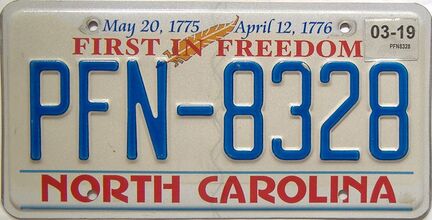 May 20, 1775 April 12, 1776
FIRST IN FREEDOM
03-19
PFN8328
PFN-8328
NORTH CAROLINA